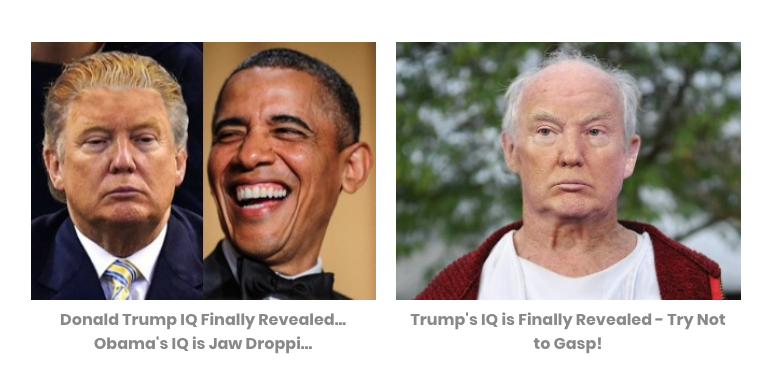 Donald Trump IQ Finally Revealed...
Obama's IQ is Jaw Droppi...
Trump's IQ is Finally Revealed - Try Not
to Gasp!